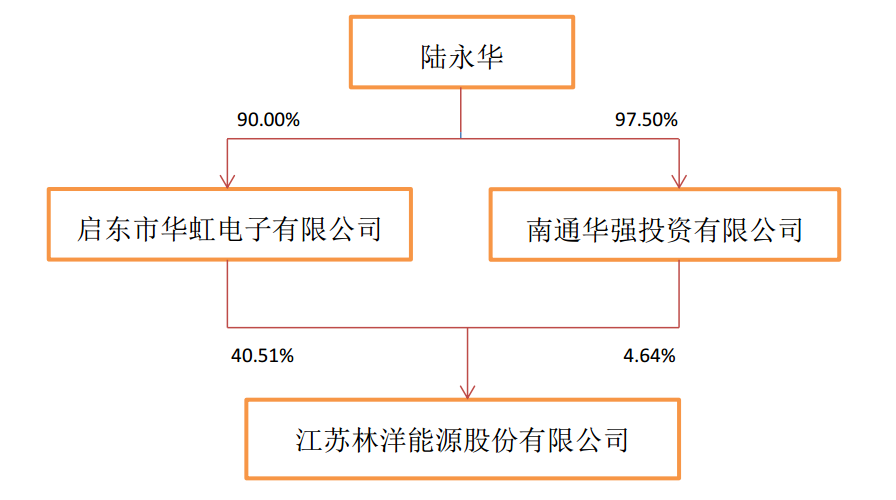 陆永华
90.00%
97.50%
启东市华虹电子有限公司
南通华强投资有限公司
40.51%
4.64%
江苏林洋能源股份有限公司